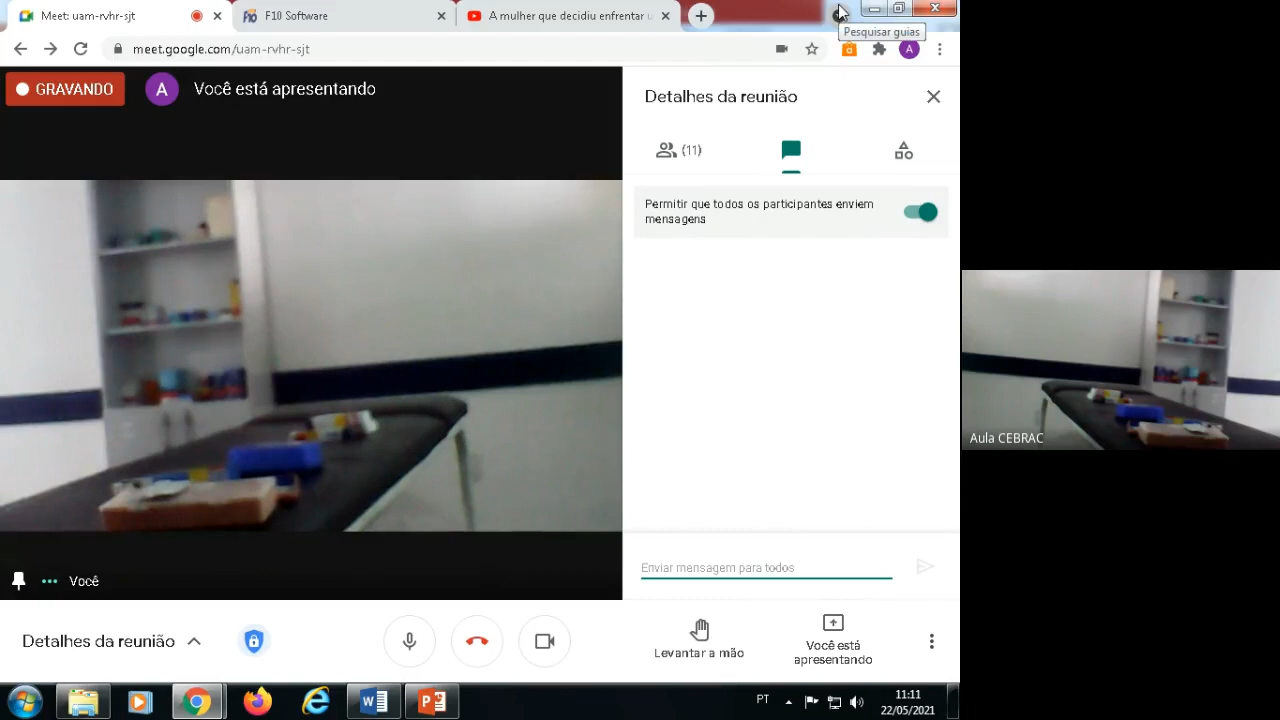 Meet: uam-rvhr-sjt
F10 Software
A mulher que decidiu enfrentar u
Pesquisar guias
meet.google.com/uam-rvhr-sjt
A
GRAVANDO
A
Você está apresentando
Detalhes da reunião
(11)
Permitir que todos os participantes enviem
mensagens
Aula CEBRAC
Enviar mensagem para todos
Você
Detalhes da reunião
Levantar a mão
Você está
apresentando
PT
11:11
22/05/2021